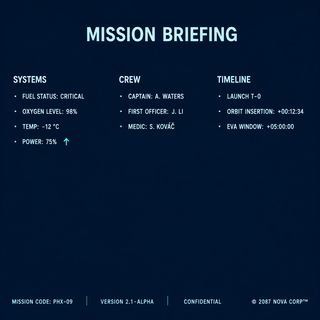 MISSION BRIEFING
SYSTEMS
• FUEL STATUS: CRITICAL
• OXYGEN LEVEL: 98%
• TEMP: -12 °C
• POWER: 75% ↑
CREW
• CAPTAIN: A. WATERS
• FIRST OFFICER: J. LI
• MEDIC: S. KOVÁČ
TIMELINE
• LAUNCH T-0
• ORBIT INSERTION: +00:12:34
• EVA WINDOW: +05:00:00
MISSION CODE: PHX-09 | VERSION 2.1-ALPHA | CONFIDENTIAL © 2087 NOVA CORP™